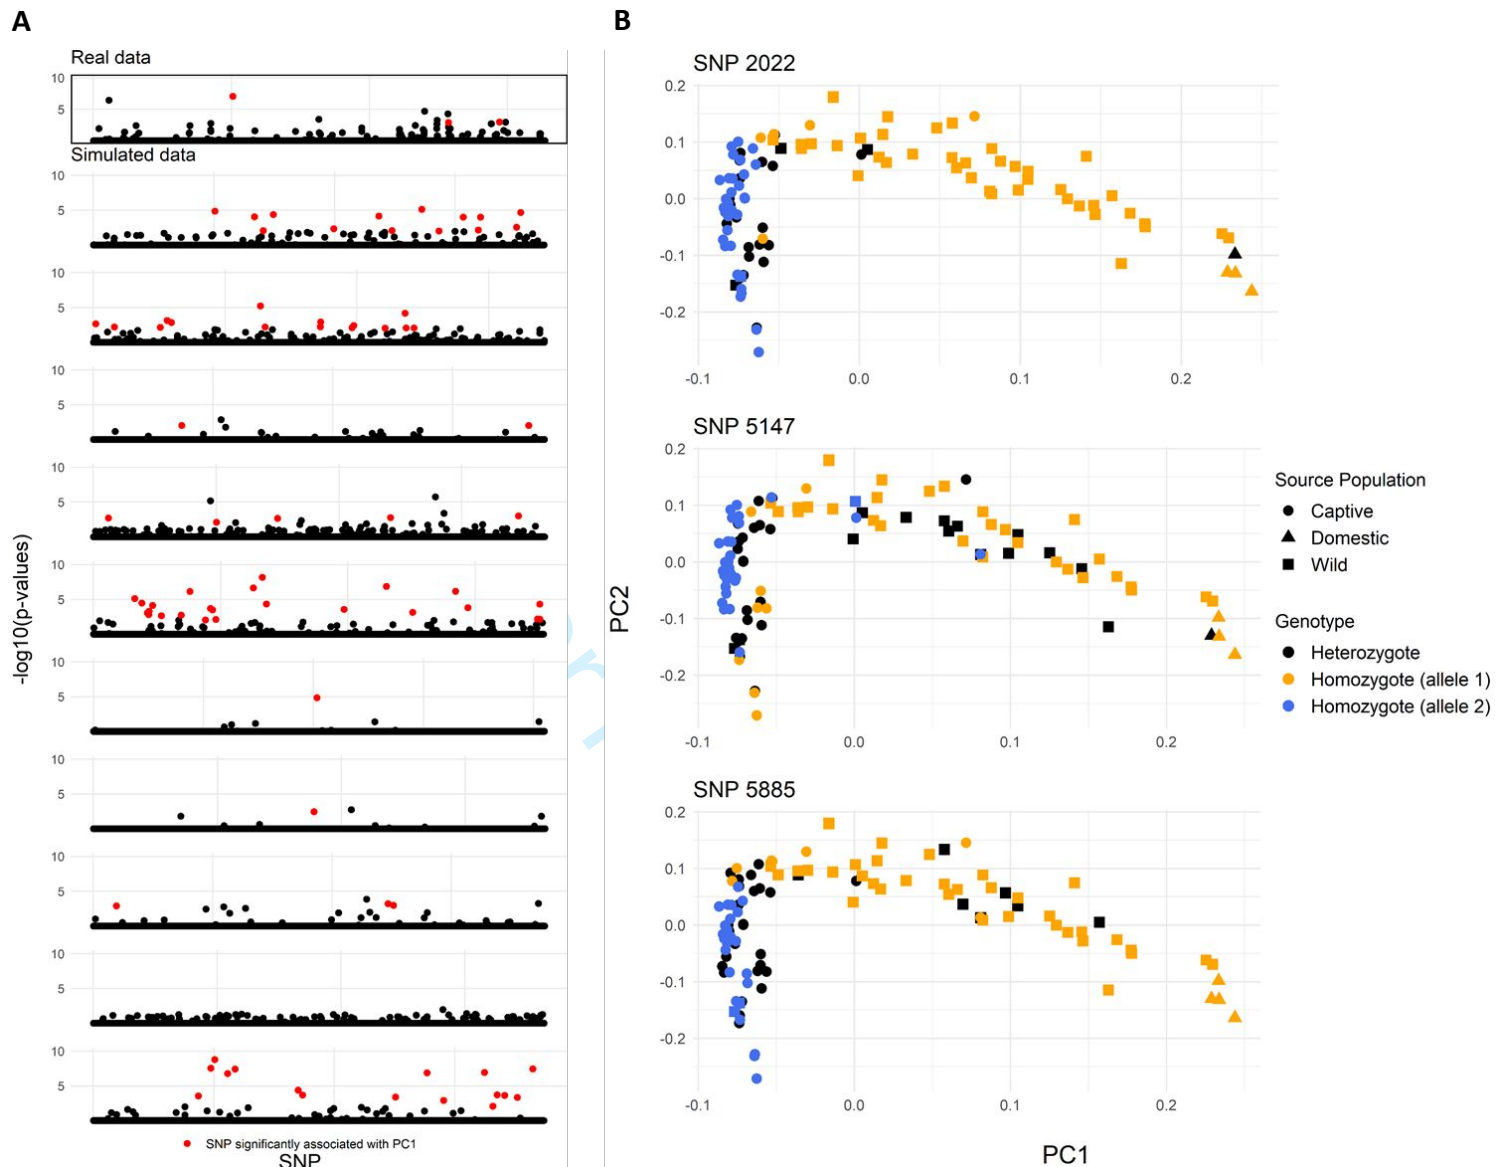 A
B
Real data
10
5
Simulated data
10
5
10
5
10
5
10
5
10
5
10
5
10
5
10
5
10
5
10
5
-log10(p-values)
SNP significantly associated with PC1
SNP
SNP 2022
0.2
0.1
0.0
-0.1
-0.2
-0.1 0.0 0.1 0.2
SNP 5147
0.2
0.1
0.0
-0.1
-0.2
-0.1 0.0 0.1 0.2
SNP 5885
0.2
0.1
0.0
-0.1
-0.2
-0.1 0.0 0.1 0.2
PC2
PC1
Source Population
Captive
Domestic
Wild
Genotype
Heterozygote
Homozygote (allele 1)
Homozygote (allele 2)